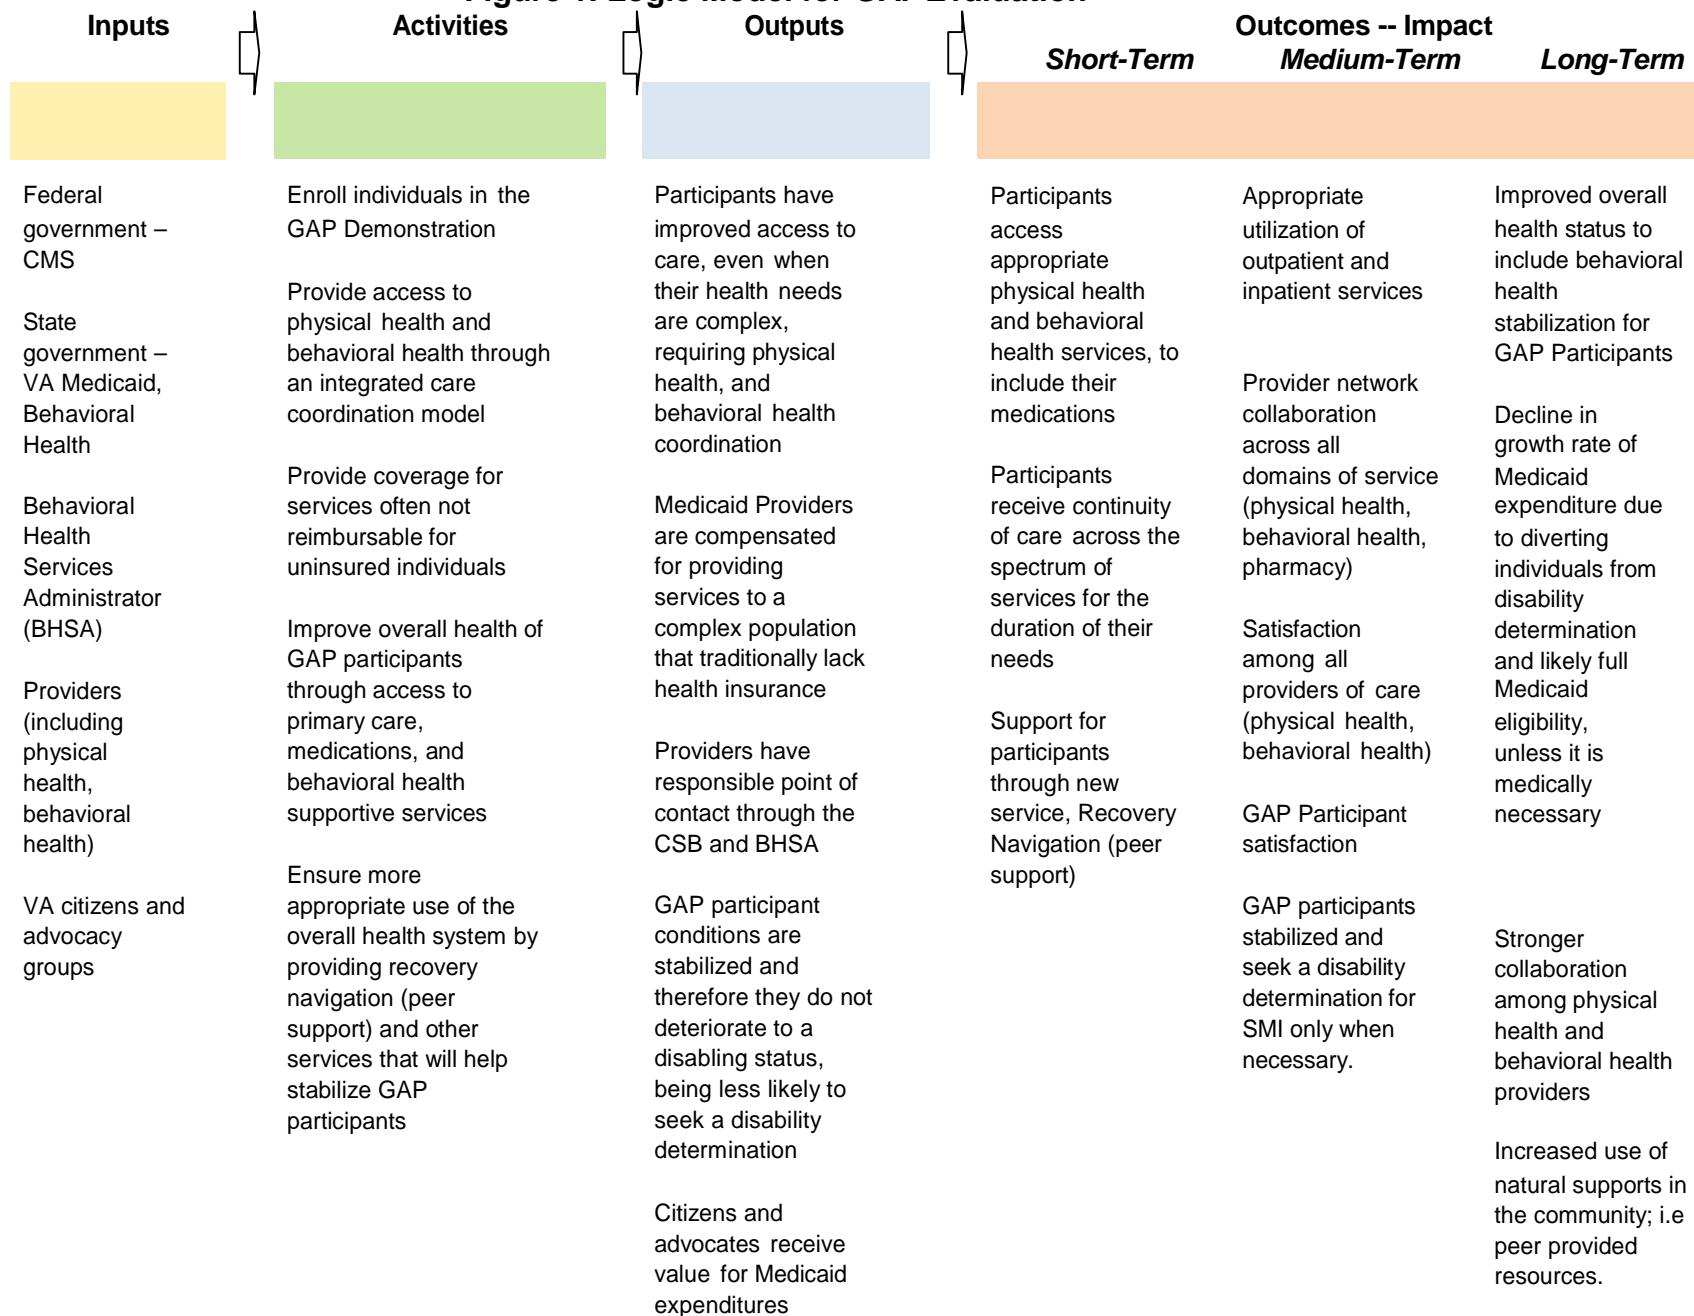 Figure 1: Logic Model for GAP Evaluation
Inputs
Activities
Outputs
Outcomes -- Impact
Short-Term
Medium-Term
Long-Term
Federal
government –
CMS
State
government –
VA Medicaid,
Behavioral
Health
Behavioral
Health
Services
Administrator
(BHSA)
Providers
(including
physical
health,
behavioral
health)
VA citizens and
advocacy
groups
Enroll individuals in the
GAP Demonstration
Provide access to
physical health and
behavioral health through
an integrated care
coordination model
Provide coverage for
services often not
reimbursable for
uninsured individuals
Improve overall health of
GAP participants
through access to
primary care,
medications, and
behavioral health
supportive services
Ensure more
appropriate use of the
overall health system by
providing recovery
navigation (peer
support) and other
services that will help
stabilize GAP
participants
Participants have
improved access to
care, even when
their health needs
are complex,
requiring physical
health, and
behavioral health
coordination
Medicaid Providers
are compensated
for providing
services to a
complex population
that traditionally lack
health insurance
Providers have
responsible point of
contact through the
CSB and BHSA
GAP participant
conditions are
stabilized and
therefore they do not
deteriorate to a
disabling status,
being less likely to
seek a disability
determination
Citizens and
advocates receive
value for Medicaid
expenditures
Participants
access
appropriate
physical health
and behavioral
health services, to
include their
medications
Participants
receive continuity
of care across the
spectrum of
services for the
duration of their
needs
Support for
participants
through new
service, Recovery
Navigation (peer
support)
Appropriate
utilization of
outpatient and
inpatient services
Provider network
collaboration
across all
domains of service
(physical health,
behavioral health,
pharmacy)
Satisfaction
among all
providers of care
(physical health,
behavioral health)
GAP Participant
satisfaction
GAP participants
stabilized and
seek a disability
determination for
SMI only when
necessary.
Improved overall
health status to
include behavioral
health
stabilization for
GAP Participants
Decline in
growth rate of
Medicaid
expenditure due
to diverting
individuals from
disability
determination
and likely full
Medicaid
eligibility,
unless it is
medically
necessary
Stronger
collaboration
among physical
health and
behavioral health
providers
Increased use of
natural supports in
the community; i.e
peer provided
resources.